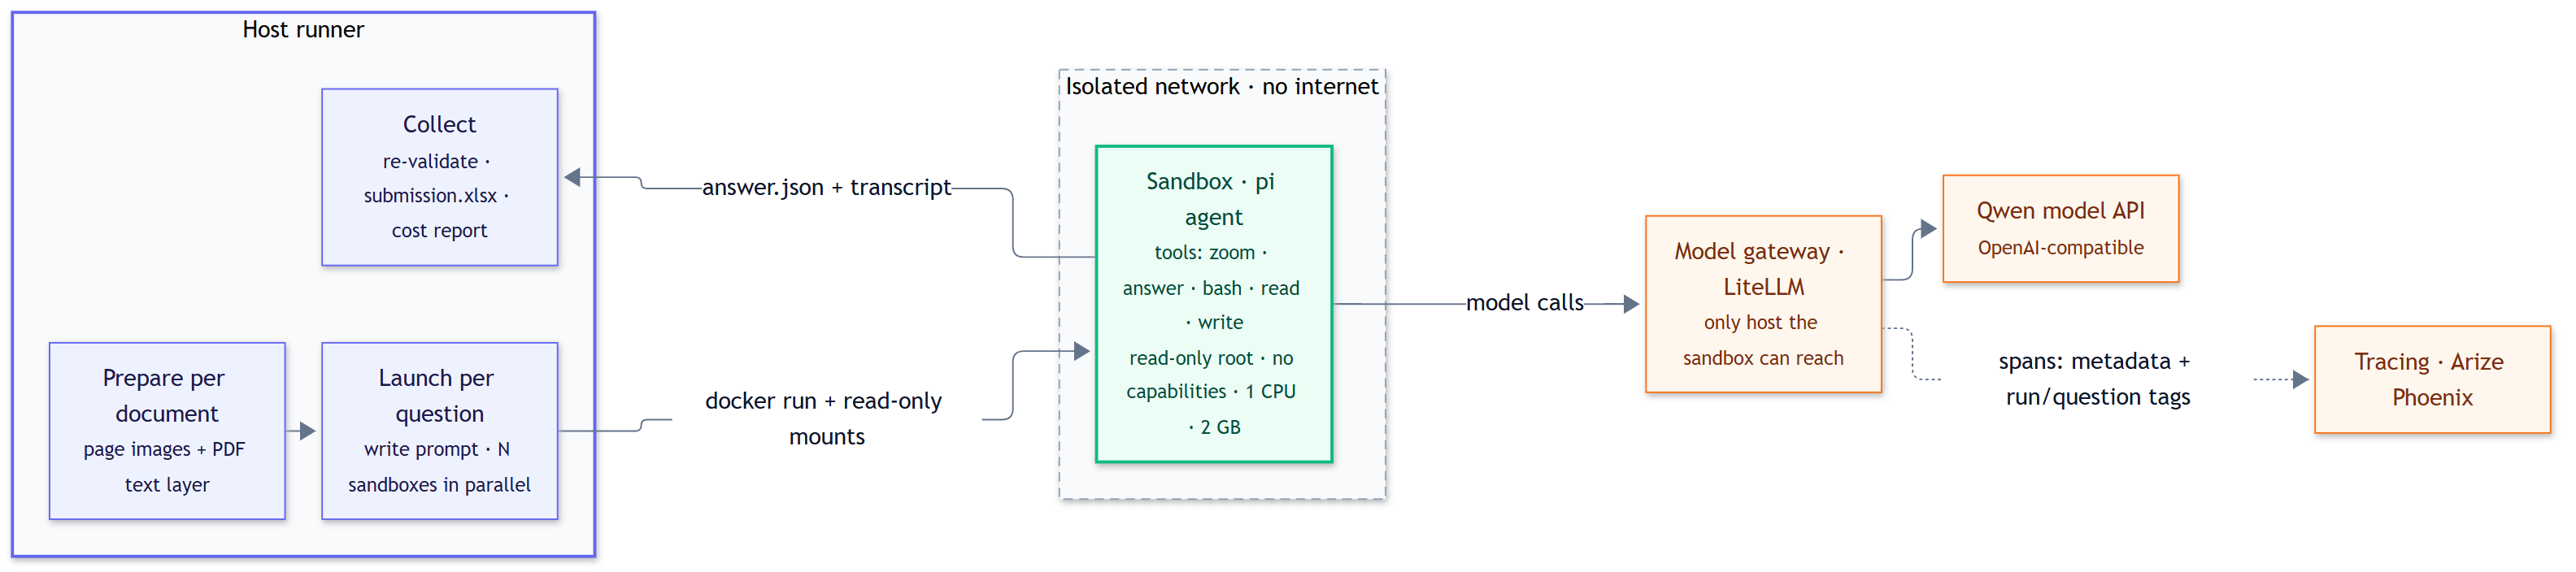 Host runner
Collect
re-validate ·
submission.xlsx ·
cost report
Prepare per
document
page images + PDF
text layer
Launch per
question
write prompt · N
sandboxes in parallel
answer.json + transcript
docker run + read-only
mounts
Isolated network · no internet
Sandbox · pi
agent
tools: zoom ·
answer · bash · read
· write
read-only root · no
capabilities · 1 CPU
· 2 GB
model calls
Model gateway ·
LiteLLM
only host the
sandbox can reach
Qwen model API
OpenAI-compatible
spans: metadata +
run/question tags
Tracing · Arize
Phoenix